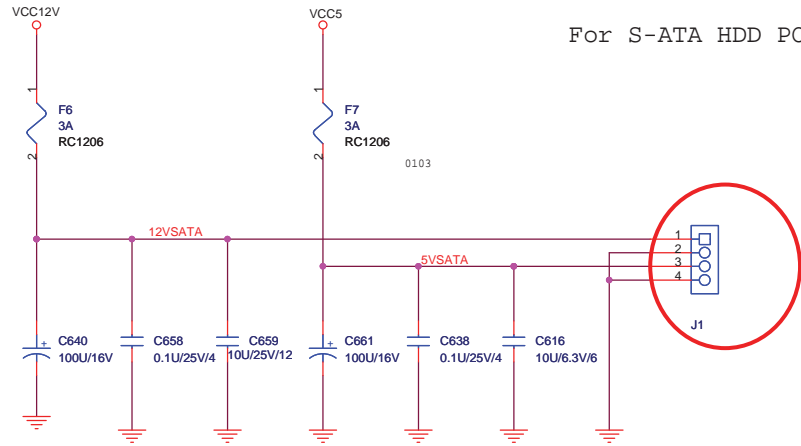 VCC12V
VCC5
For S-ATA HDD PO
1
F6
3A
RC1206
2
1
F7
3A
RC1206
2
0103
12VSATA
5VSATA
1
2
3
4
J1
+
C640
100U/16V
C658
0.1U/25V/4
C659
10U/25V/12
+
C661
100U/16V
C638
0.1U/25V/4
C616
10U/6.3V/6